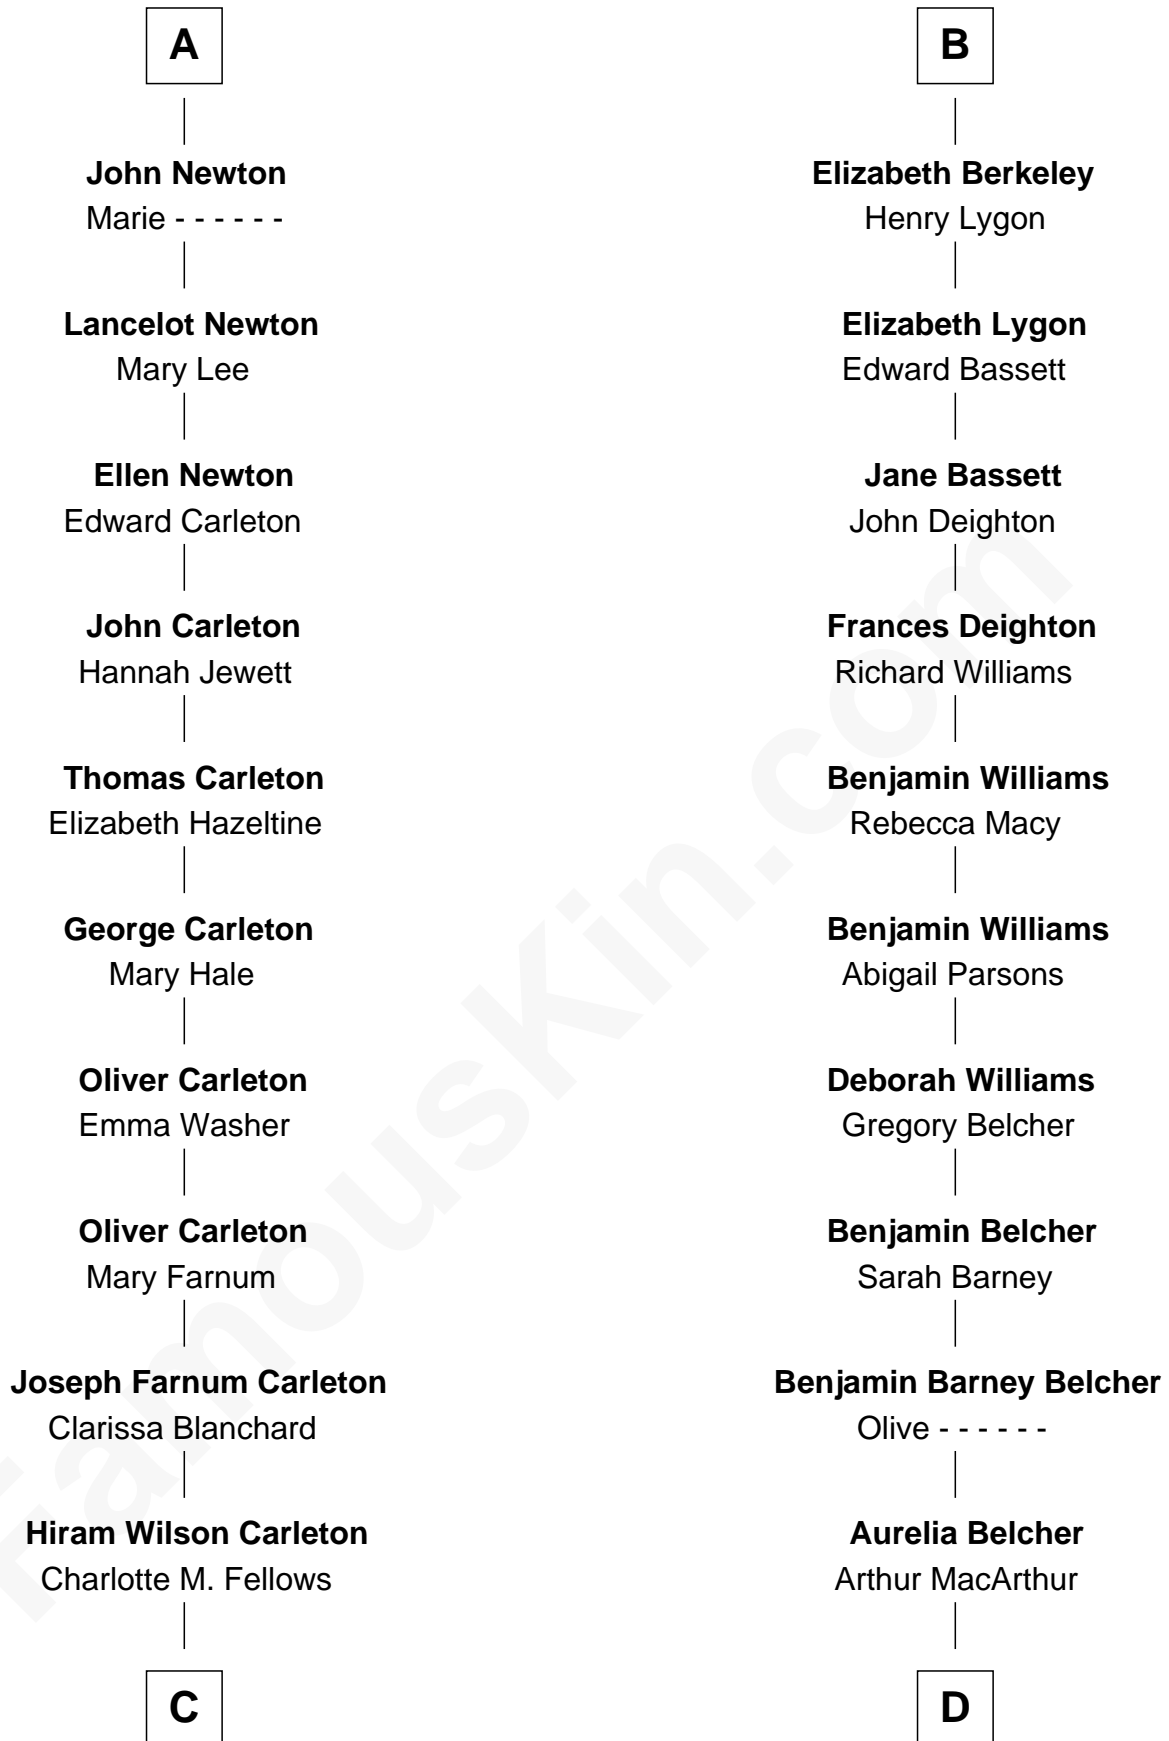 A
John Newton
Marie - - - - - -
Lancelot Newton
Mary Lee
Ellen Newton
Edward Carleton
John Carleton
Hannah Jewett
Thomas Carleton
Elizabeth Hazeltine
George Carleton
Mary Hale
Oliver Carleton
Emma Washer
Oliver Carleton
Mary Farnum
Joseph Farnum Carleton
Clarissa Blanchard
Hiram Wilson Carleton
Charlotte M. Fellows
C
B
Elizabeth Berkeley
Henry Lygon
Elizabeth Lygon
Edward Bassett
Jane Bassett
John Deighton
Frances Deighton
Richard Williams
Benjamin Williams
Rebecca Macy
Benjamin Williams
Abigail Parsons
Deborah Williams
Gregory Belcher
Benjamin Belcher
Sarah Barney
Benjamin Barney Belcher
Olive - - - - - -
Aurelia Belcher
Arthur MacArthur
D
FamousKin.com